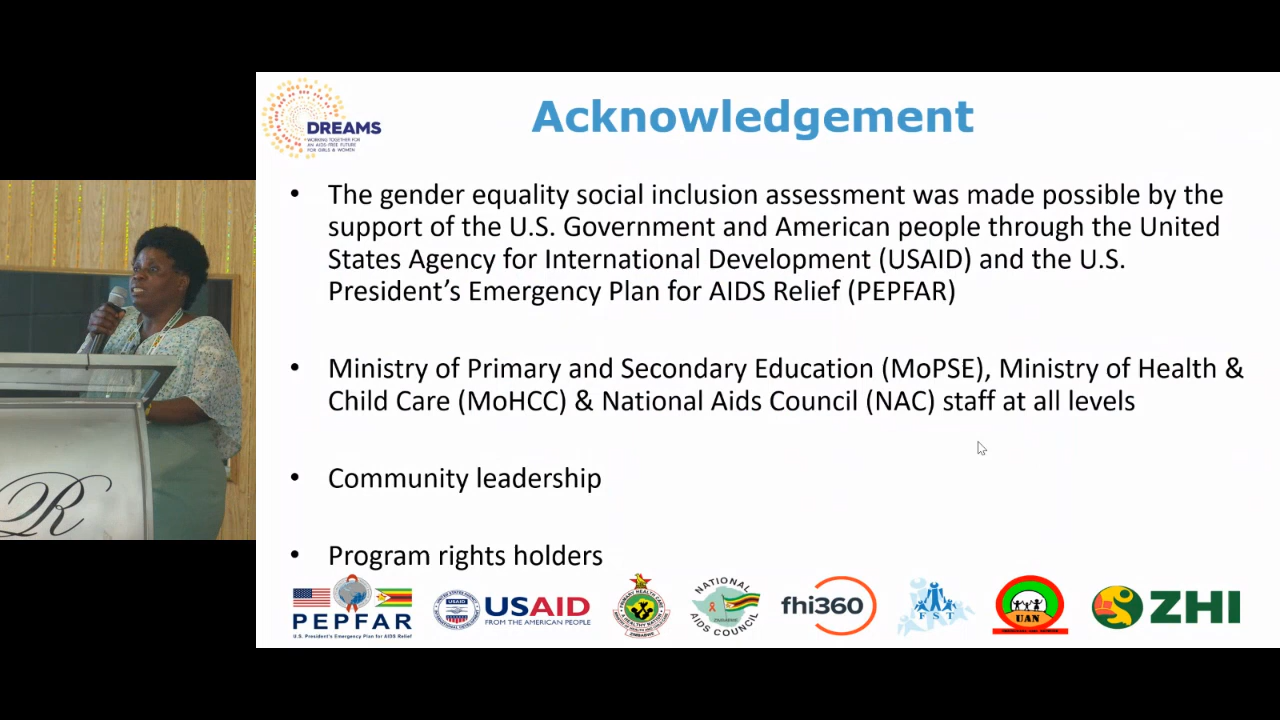 DREAMS
WORKING TOGETHER FOR
AN AIDS-FREE FUTURE
FOR GIRLS & WOMEN
Acknowledgement
• The gender equality social inclusion assessment was made possible by the
support of the U.S. Government and American people through the United
States Agency for International Development (USAID) and the U.S.
President’s Emergency Plan for AIDS Relief (PEPFAR)
• Ministry of Primary and Secondary Education (MoPSE), Ministry of Health &
Child Care (MoHCC) & National Aids Council (NAC) staff at all levels
• Community leadership
• Program rights holders
R
PEPFAR
U.S. President's Emergency Plan for AIDS Relief
USAID
FROM THE AMERICAN PEOPLE
NATIONAL
AIDS COUNCIL
fhi360
FST
UAN
ZHI